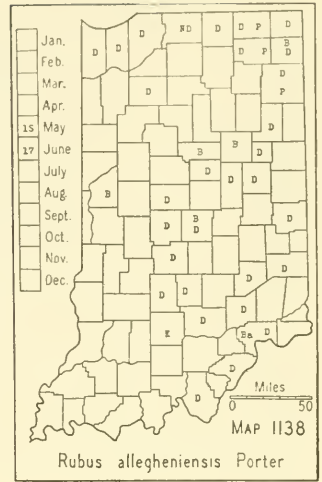 Jan.
Feb.
Mar.
Apr.
15 May
17 June
July
Aug.
Sept.
Oct.
Nov.
Dec.
D D D ND D D P D
D P B D
D D P
D
B B D
B D D D
D B D D
D D D
D D D
D D
K Ba D D
D
D
Miles
0 50
MAP 1138
Rubus allegheniensis Porter